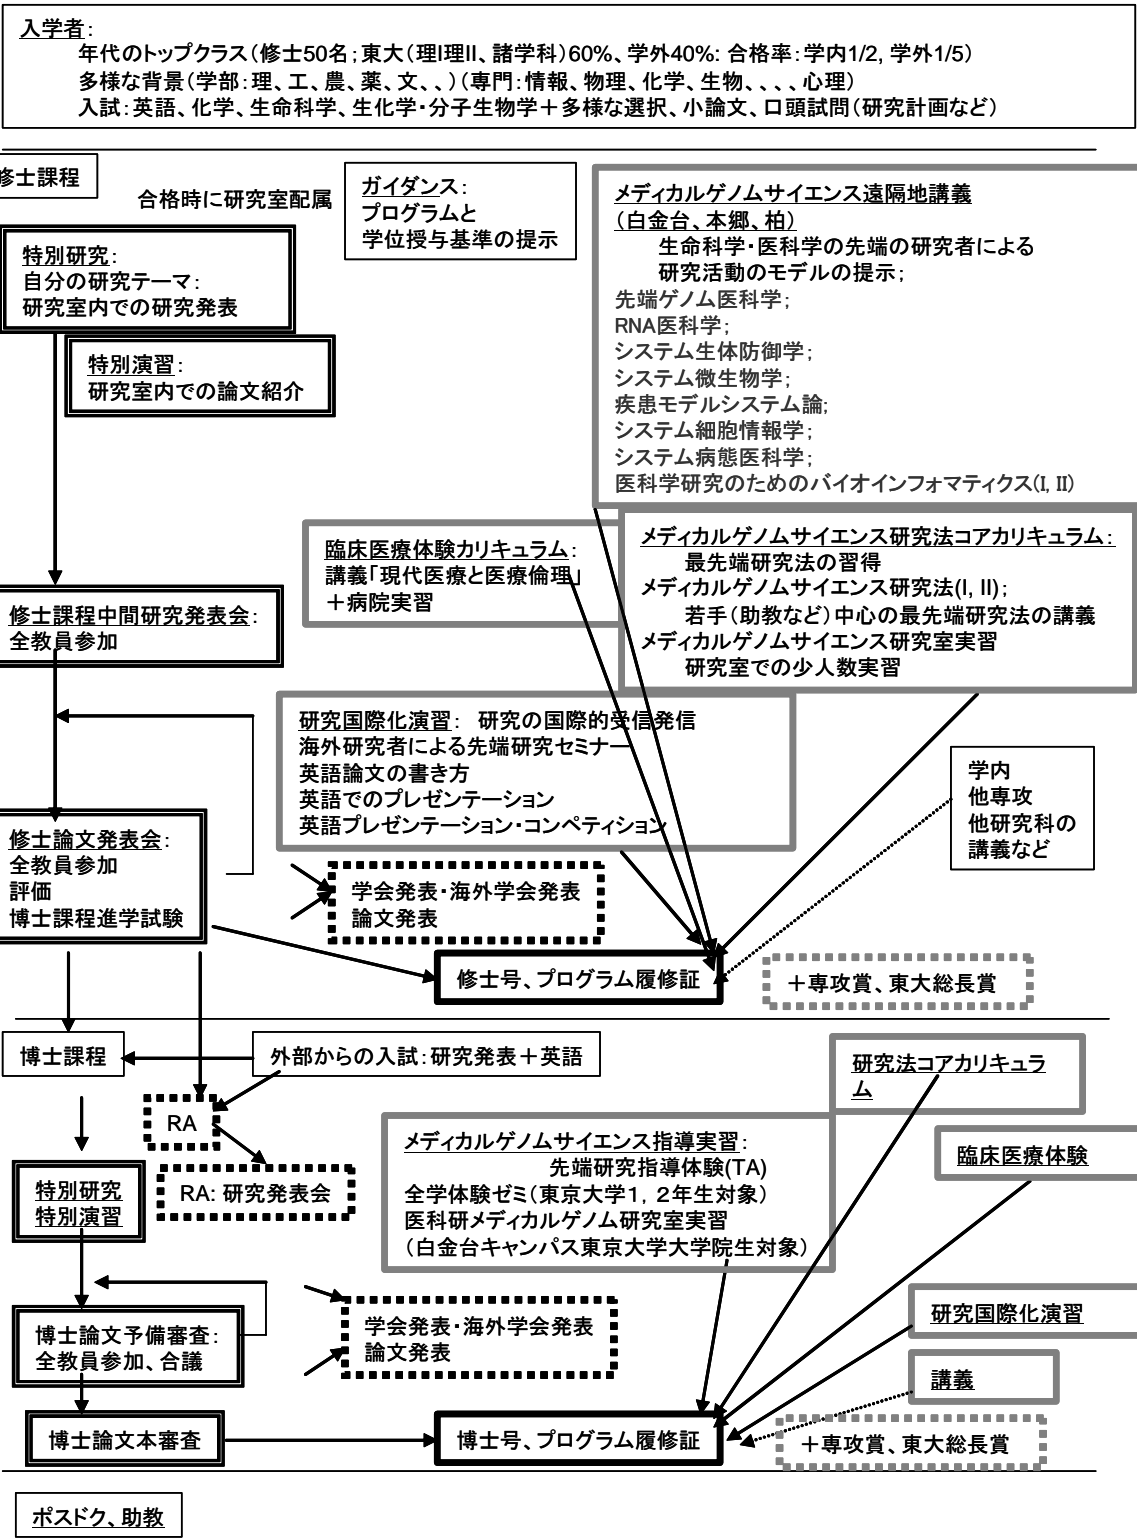 入学者:
年代のトップクラス(修士50名;東大(理I理II、諸学科)60%、学外40%: 合格率:学内1/2, 学外1/5)
多様な背景(学部:理、工、農、薬、文、、)(専門:情報、物理、化学、生物、、、、心理)
入試:英語、化学、生命科学、生化学・分子生物学+多様な選択、小論文、口頭試問(研究計画など)
修士課程
合格時に研究室配属
ガイダンス:
プログラムと
学位授与基準の提示
メディカルゲノムサイエンス遠隔地講義
(白金台、本郷、柏)
生命科学・医科学の先端の研究者による
研究活動のモデルの提示;
先端ゲノム医科学;
RNA医科学;
システム生体防御学;
システム微生物学;
疾患モデルシステム論;
システム細胞情報学;
システム病態医科学;
医科学研究のためのバイオインフォマティクス(I, II)
特別研究:
自分の研究テーマ:
研究室内での研究発表
特別演習:
研究室内での論文紹介
臨床医療体験カリキュラム:
講義「現代医療と医療倫理」
+病院実習
メディカルゲノムサイエンス研究法コアカリキュラム:
最先端研究法の習得
メディカルゲノムサイエンス研究法(I, II);
若手(助教など)中心の最先端研究法の講義
メディカルゲノムサイエンス研究室実習
研究室での少人数実習
修士課程中間研究発表会:
全教員参加
研究国際化演習: 研究の国際的受信発信
海外研究者による先端研究セミナー
英語論文の書き方
英語でのプレゼンテーション
英語プレゼンテーション・コンペティション
学内
他専攻
他研究科の
講義など
修士論文発表会:
全教員参加
評価
博士課程進学試験
学会発表・海外学会発表
論文発表
修士号、プログラム履修証
+専攻賞、東大総長賞
博士課程
外部からの入試:研究発表+英語
研究法コアカリキュラ
ム
RA
メディカルゲノムサイエンス指導実習:
先端研究指導体験(TA)
全学体験ゼミ(東京大学1, 2年生対象)
医科研メディカルゲノム研究室実習
(白金台キャンパス東京大学大学院生対象)
臨床医療体験
特別研究
特別演習
RA: 研究発表会
研究国際化演習
博士論文予備審査:
全教員参加、合議
学会発表・海外学会発表
論文発表
講義
博士論文本審査
博士号、プログラム履修証
+専攻賞、東大総長賞
ポスドク、助教